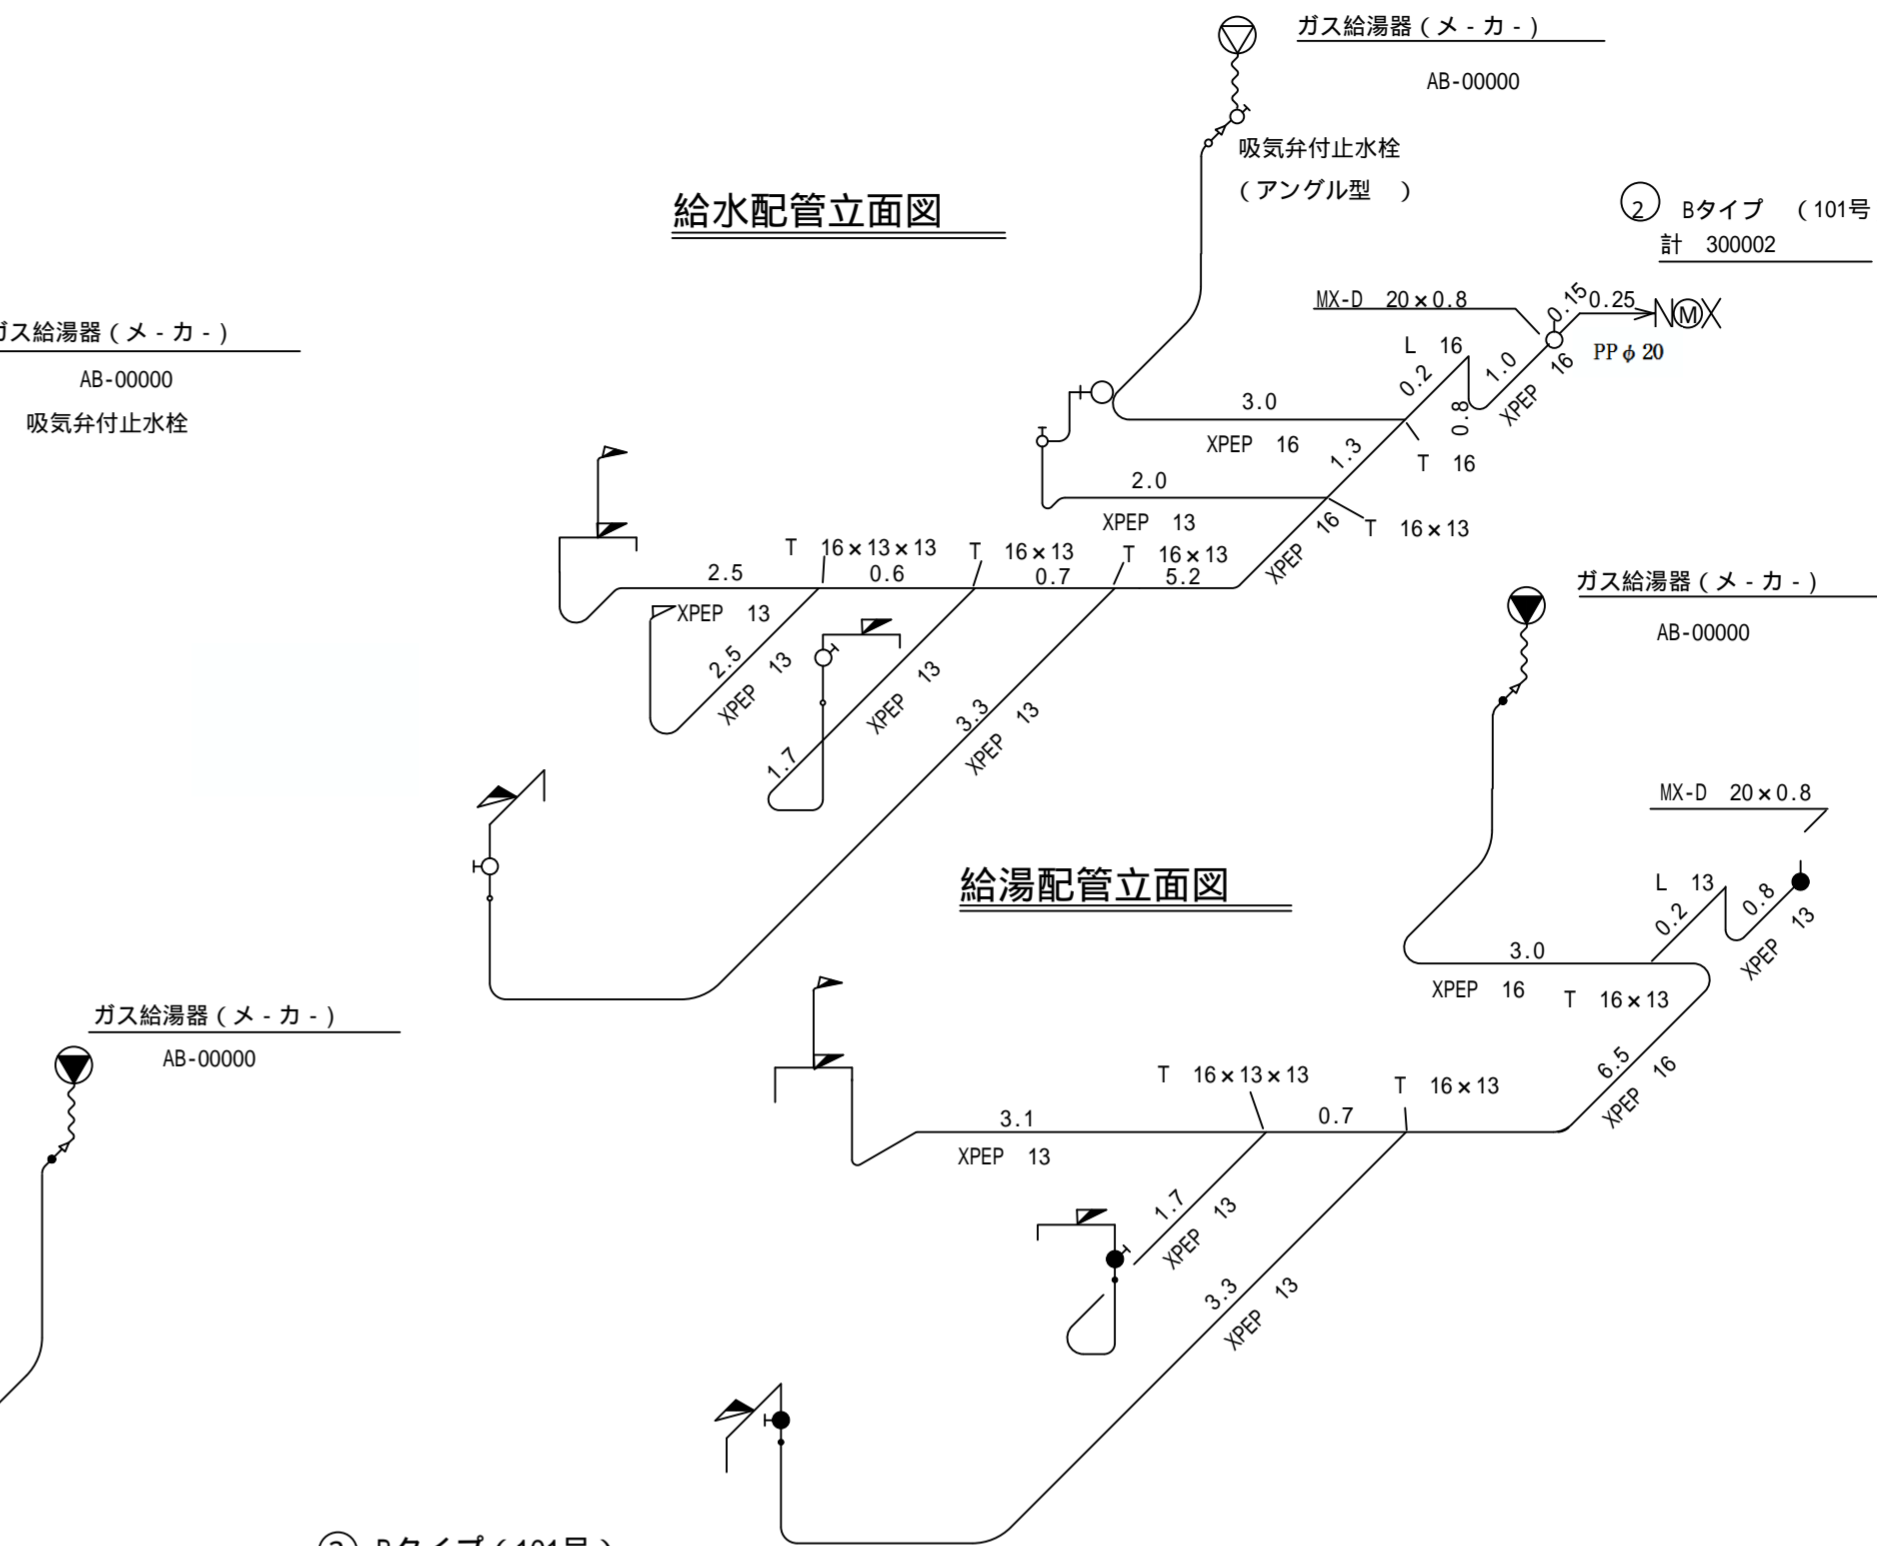 ガス給湯器(メ-カ-)
AB-00000
吸気弁付止水栓
(アングル型 )
給水配管立面図
2 Bタイプ (101号
計 300002
MX-D 20×0.8
0.15
0.25
N M X
PPφ20
L 16
0.2
0.8
1.0
XPEP 16
ガス給湯器(メ-カ-)
AB-00000
吸気弁付止水栓
3.0
XPEP 16
1.3
T 16
2.0
XPEP 13
XPEP 16
T 16×13
T 16×13×13
T 16×13
T 16×13
2.5
0.6
0.7
5.2
XPEP 13
2.5
XPEP 13
XPEP 13
1.7
3.3
XPEP 13
ガス給湯器(メ-カ-)
AB-00000
MX-D 20×0.8
給湯配管立面図
L 13
0.2
0.8
XPEP 13
3.0
XPEP 16
T 16×13
6.5
XPEP 16
ガス給湯器(メ-カ-)
AB-00000
T 16×13×13
T 16×13
3.1
0.7
XPEP 13
1.7
XPEP 13
3.3
XPEP 13
Bタイプ(101号)